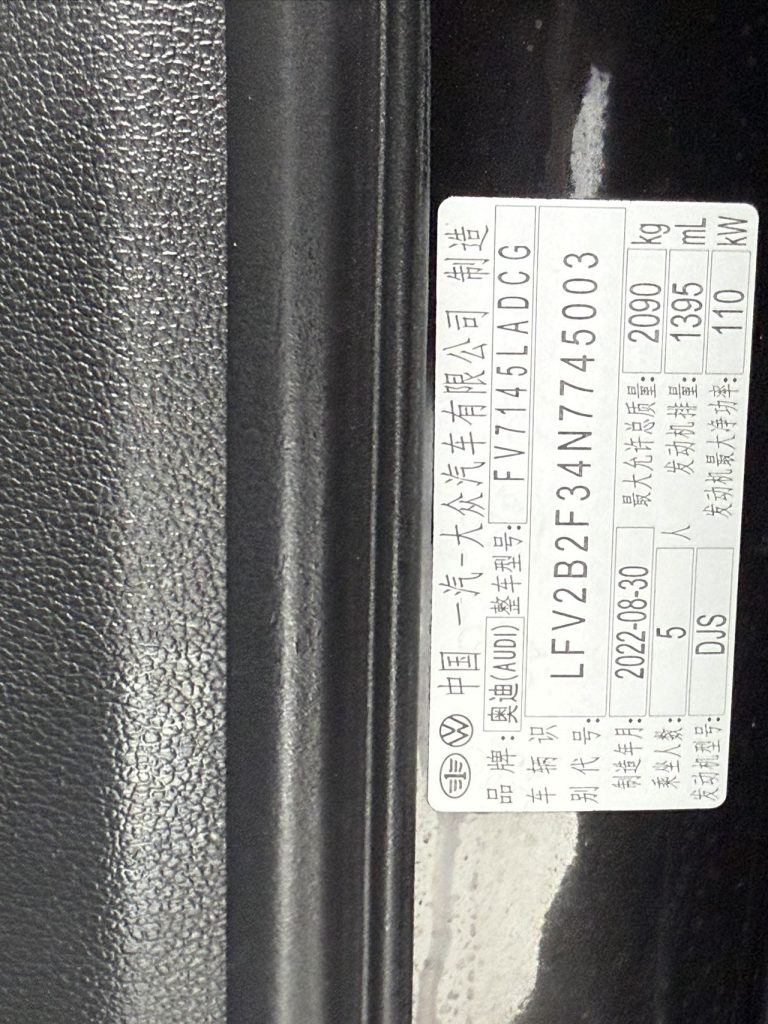 中国 一汽-大众汽车有限公司 制造
品牌: 奥迪(AUDI) 整车型号: FV7145LADCG
车辆识别代号: LFV2B2F34N7745003
制造年月: 2022-08-30 最大允许总质量: 2090 kg
乘坐人数: 5 人 发动机排量: 1395 mL
发动机型号: DJS 发动机最大净功率: 110 kW